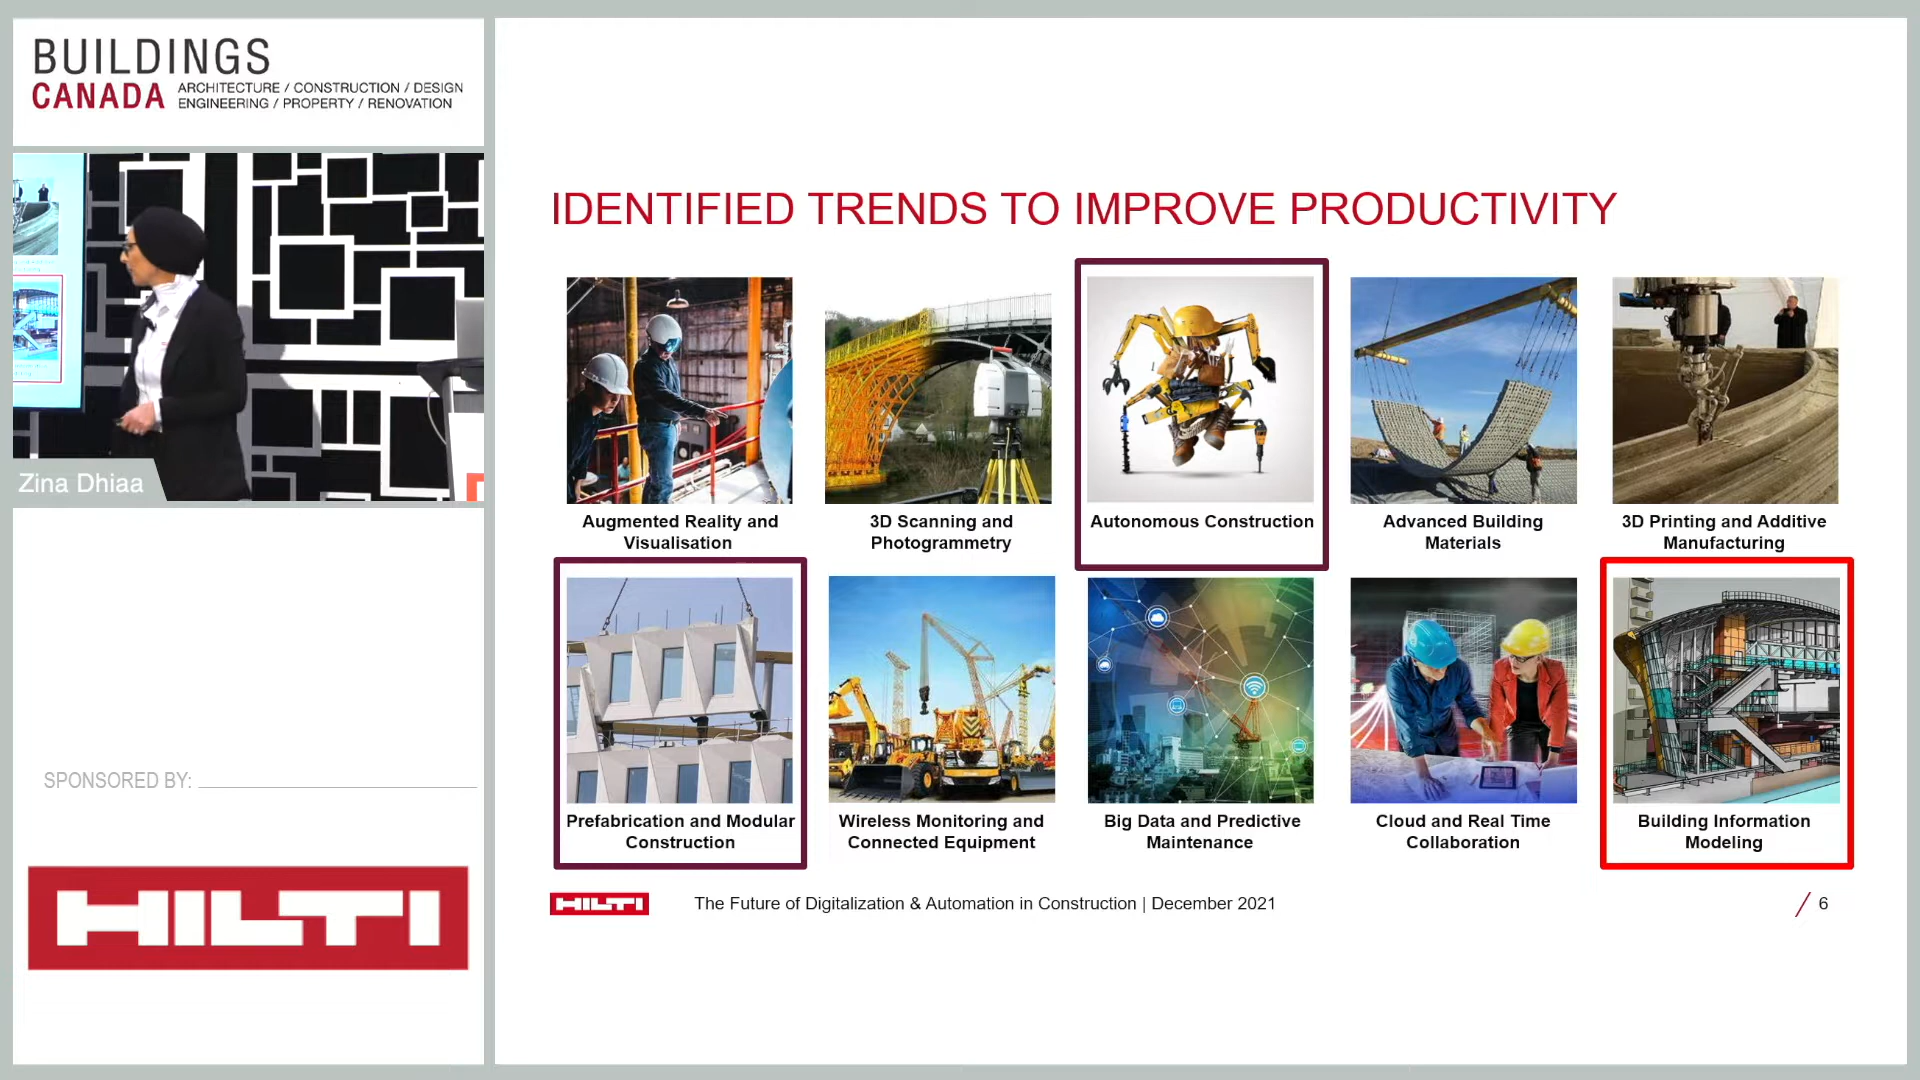 BUILDINGS
CANADA
ARCHITECTURE / CONSTRUCTION / DESIGN
ENGINEERING / PROPERTY / RENOVATION
Zina Dhiaa
SPONSORED BY:
HILTI
IDENTIFIED TRENDS TO IMPROVE PRODUCTIVITY
Augmented Reality and
Visualisation
3D Scanning and
Photogrammetry
Autonomous Construction
Advanced Building
Materials
3D Printing and Additive
Manufacturing
Prefabrication and Modular
Construction
Wireless Monitoring and
Connected Equipment
Big Data and Predictive
Maintenance
Cloud and Real Time
Collaboration
Building Information
Modeling
HILTI
The Future of Digitalization & Automation in Construction | December 2021
/ 6